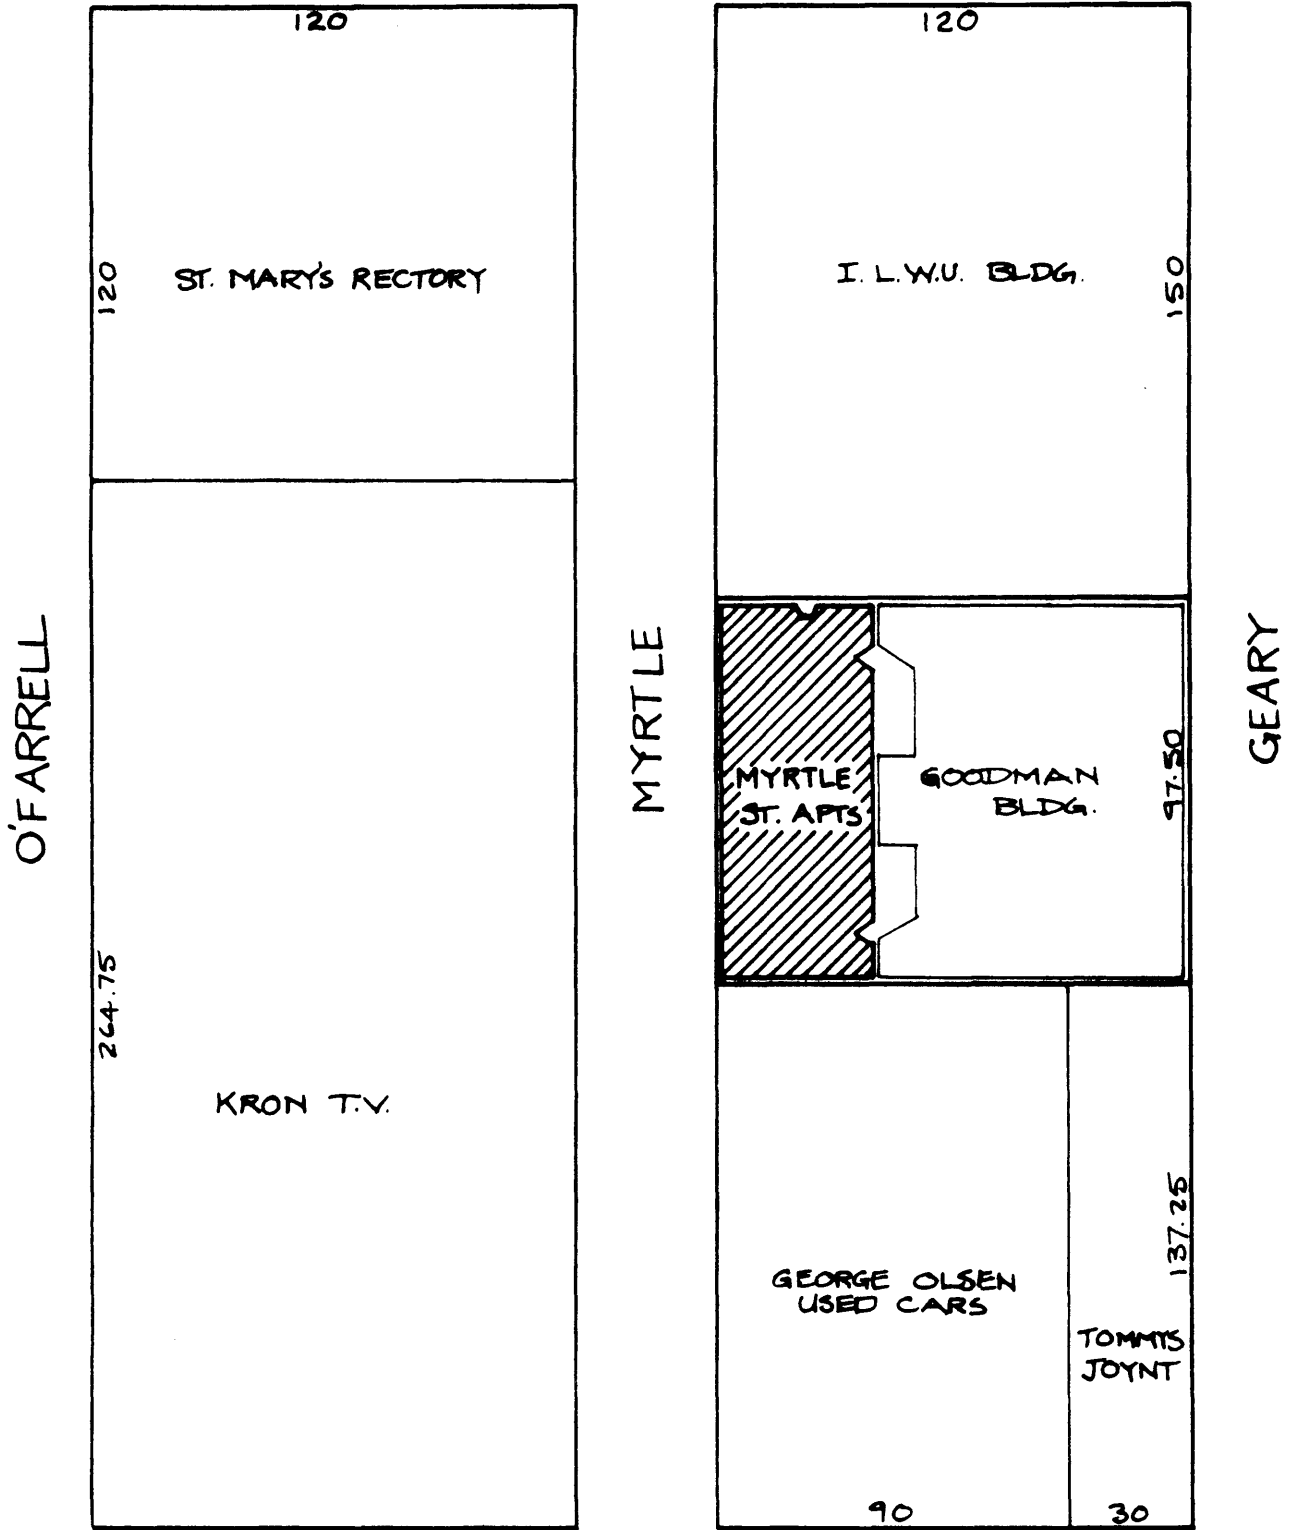 120
120
120
ST. MARY'S RECTORY
I. L.W.U. BLDG.
150
O'FARRELL
MYRTLE
GEARY
MYRTLE
ST. APTS
GOODMAN
BLDG.
97.50
264.75
KRON T.V.
137.25
GEORGE OLSEN
USED CARS
TOMMYS
JOYNT
90
30